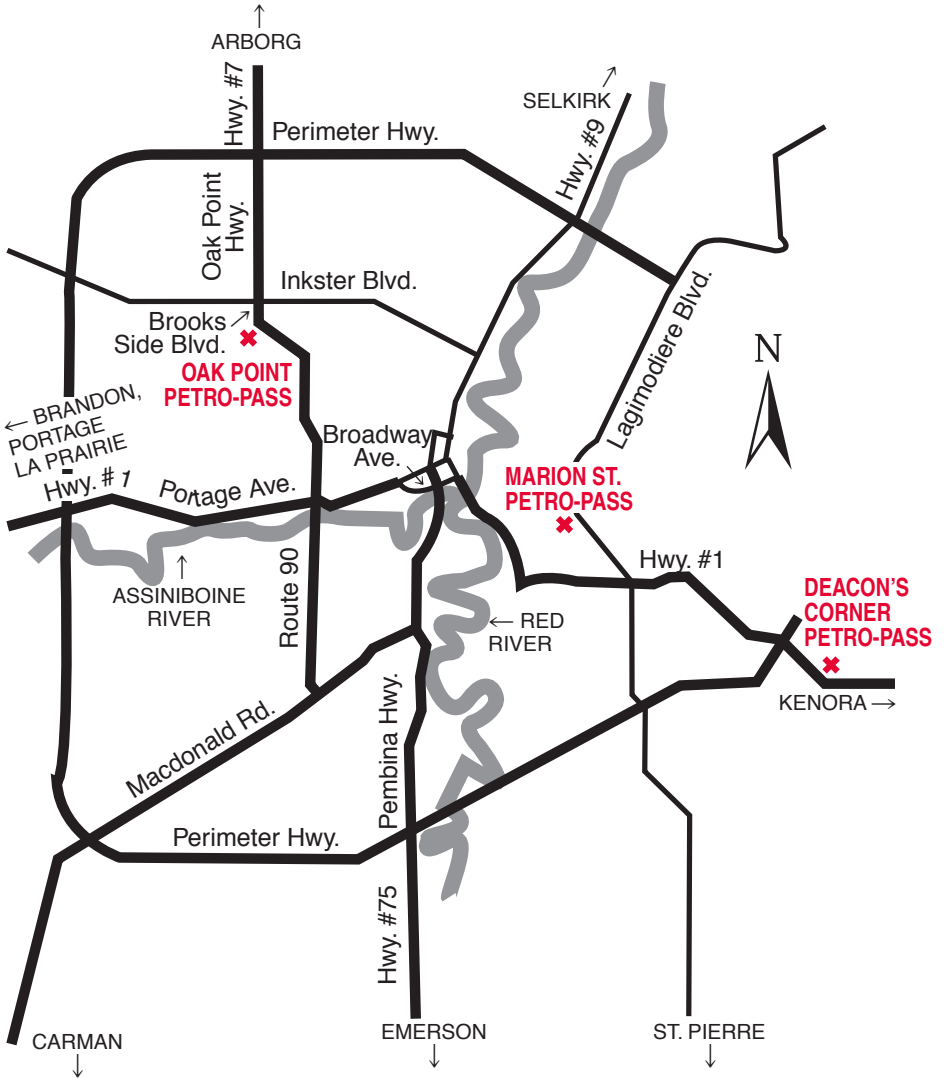 ARBORG
Hwy. #7
Perimeter Hwy.
SELKIRK
Hwy. #9
Oak Point
Hwy.
Inkster Blvd.
Lagimodiere Blvd.
Brooks
Side Blvd.
OAK POINT
PETRO-PASS
N
BRANDON,
PORTAGE
LA PRAIRIE
Hwy. #1
Portage Ave.
Broadway
Ave.
MARION ST.
PETRO-PASS
Hwy. #1
ASSINIBOINE
RIVER
Route 90
RED
RIVER
DEACON'S
CORNER
PETRO-PASS
KENORA
Macdonald Rd.
Pembina Hwy.
Perimeter Hwy.
Hwy. #75
CARMAN
EMERSON
ST. PIERRE